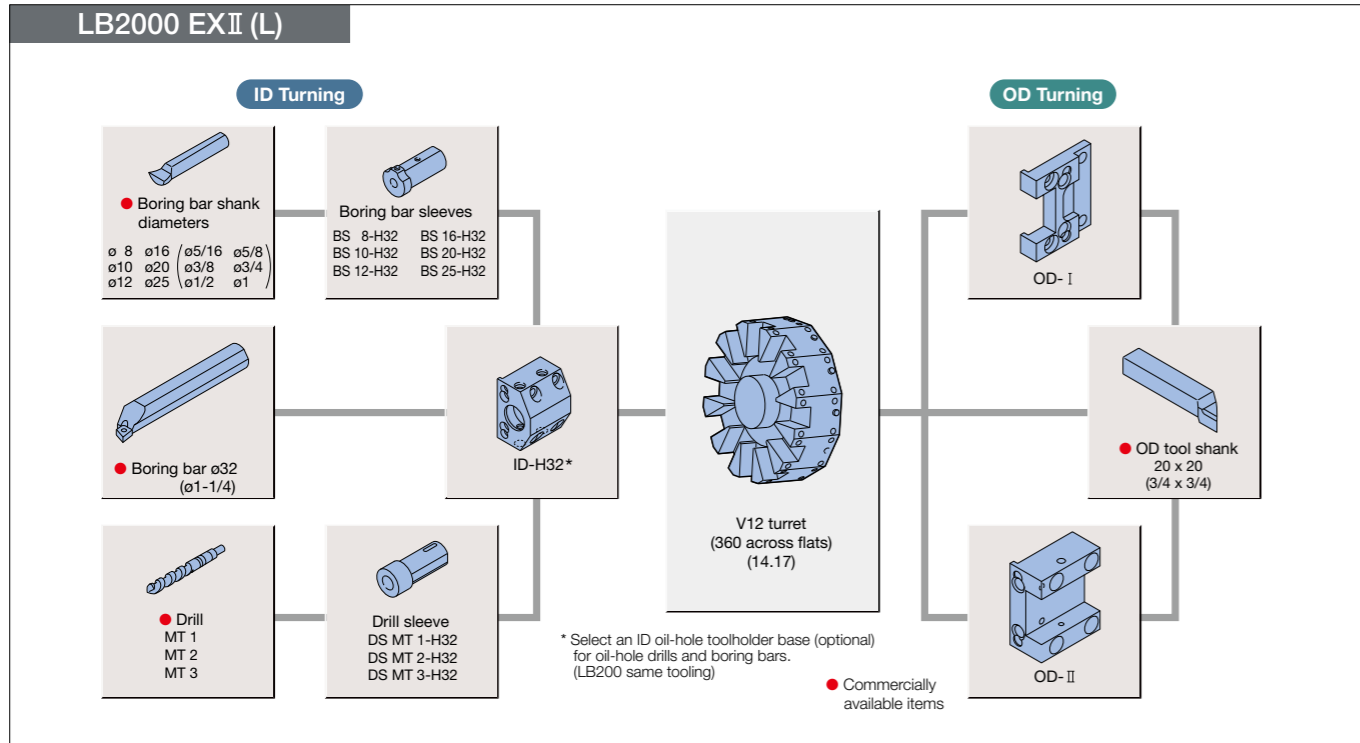 LB2000 EXⅡ (L)
ID Turning
OD Turning
● Boring bar shank
diameters
ø 8 ø16 (ø5/16 ø5/8)
ø10 ø20 (ø3/8 ø3/4)
ø12 ø25 (ø1/2 ø1)
Boring bar sleeves
BS 8-H32 BS 16-H32
BS 10-H32 BS 20-H32
BS 12-H32 BS 25-H32
OD-Ⅰ
● Boring bar ø32
(ø1-1/4)
ID-H32*
V12 turret
(360 across flats)
(14.17)
● OD tool shank
20 x 20
(3/4 x 3/4)
● Drill
MT 1
MT 2
MT 3
Drill sleeve
DS MT 1-H32
DS MT 2-H32
DS MT 3-H32
* Select an ID oil-hole toolholder base (optional)
for oil-hole drills and boring bars.
(LB200 same tooling)
OD-Ⅱ
● Commercially
available items